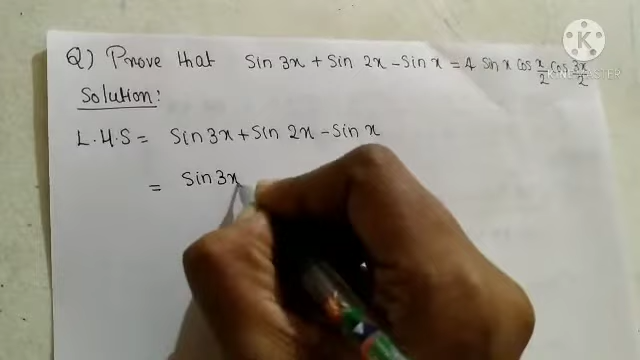 Q) Prove that Sin 3x + Sin 2x - Sin x = 4 Sin x Cos x/2 Cos 3x/2
Solution:
L.H.S = Sin 3x + Sin 2x - Sin x
= Sin 3x
KINEMASTER